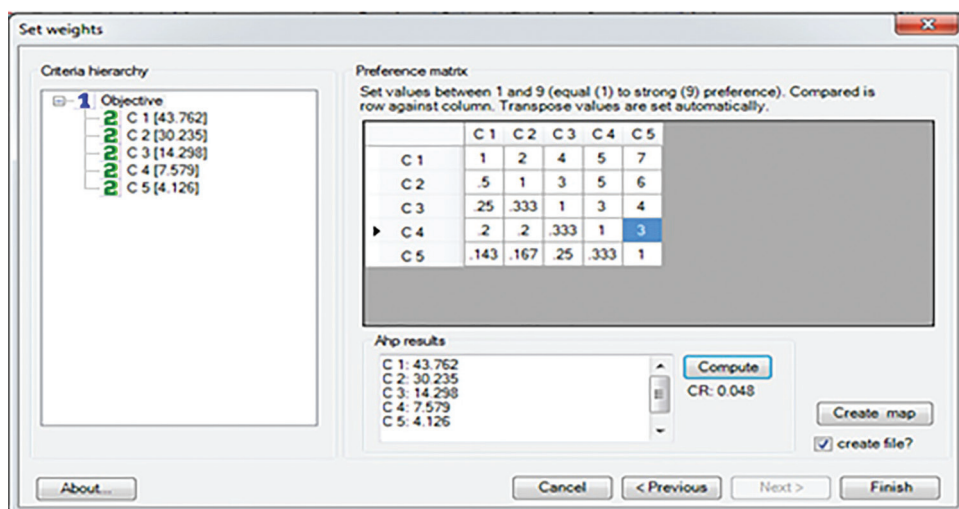 Set weights
Criteria hierarchy
1 Objective
2 C 1 [43.762]
2 C 2 [30.235]
2 C 3 [14.298]
2 C 4 [7.579]
2 C 5 [4.126]
Preference matrix
Set values between 1 and 9 (equal (1) to strong (9) preference). Compared is
row against column. Transpose values are set automatically.
C 1 C 2 C 3 C 4 C 5
C 1 1 2 4 5 7
C 2 .5 1 3 5 6
C 3 .25 .333 1 3 4
C 4 .2 .2 .333 1 3
C 5 .143 .167 .25 .333 1
Ahp results
C 1: 43.762
C 2: 30.235
C 3: 14.298
C 4: 7.579
C 5: 4.126
Compute
CR: 0.048
Create map
create file?
About...
Cancel
< Previous
Next >
Finish